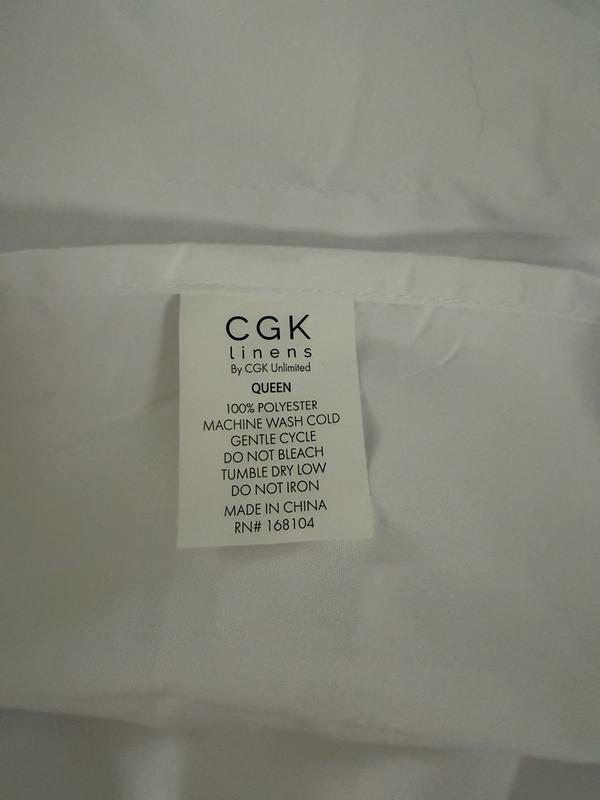 CGK
linens
By CGK Unlimited
QUEEN
100% POLYESTER
MACHINE WASH COLD
GENTLE CYCLE
DO NOT BLEACH
TUMBLE DRY LOW
DO NOT IRON
MADE IN CHINA
RN# 168104